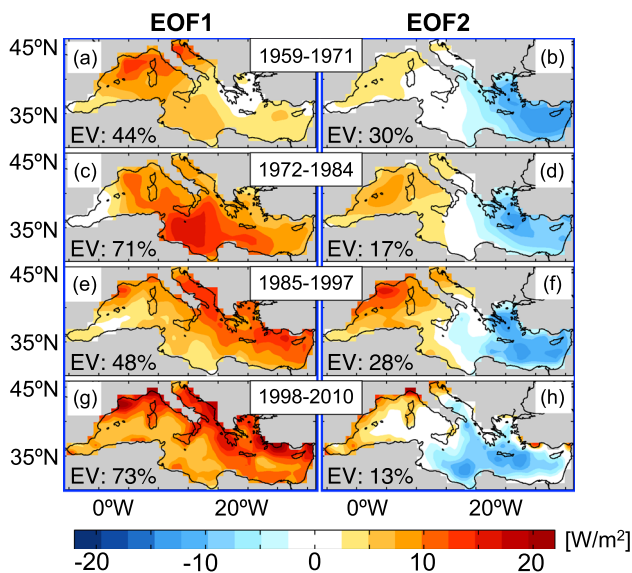 EOF1 EOF2
45ºN (a) 1959-1971 (b)
35ºN
EV: 44% EV: 30%
45ºN (c) 1972-1984 (d)
35ºN
EV: 71% EV: 17%
45ºN (e) 1985-1997 (f)
35ºN
EV: 48% EV: 28%
45ºN (g) 1998-2010 (h)
35ºN
EV: 73% EV: 13%
0ºW 20ºW 0ºW 20ºW
-20 -10 0 10 20 [W/m²]